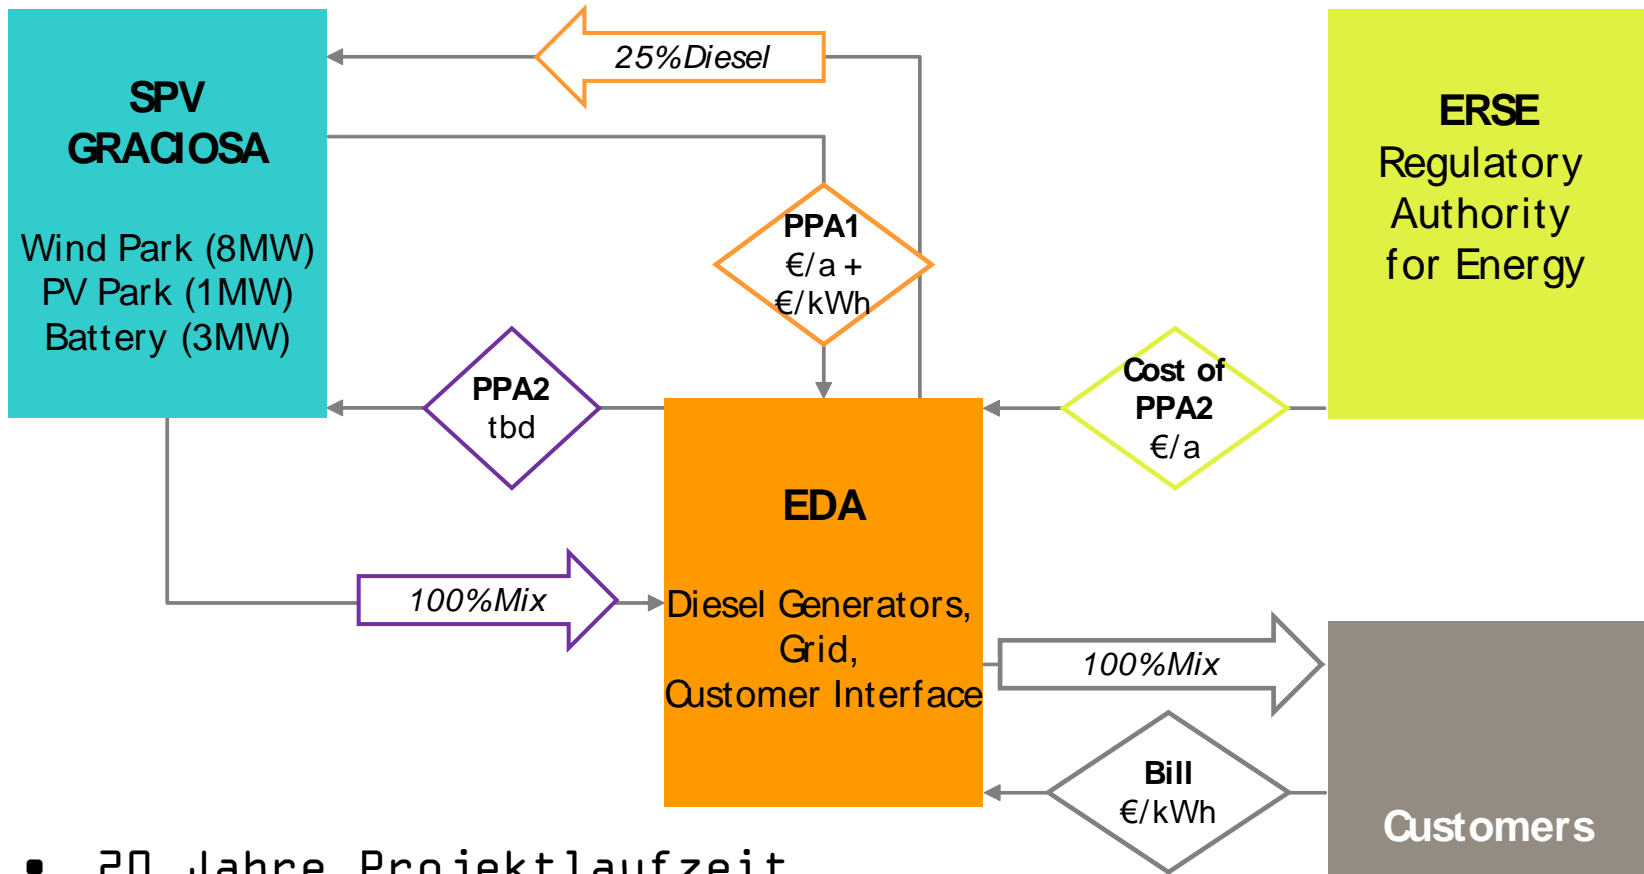 25%Diesel
SPV
GRACIOSA
Wind Park (8MW)
PV Park (1MW)
Battery (3MW)
ERSE
Regulatory
Authority
for Energy
PPA1
€/a +
€/kWh
PPA2
tbd
Cost of
PPA2
€/a
EDA
Diesel Generators,
Grid,
Customer Interface
100%Mix
100%Mix
Bill
€/kWh
Customers
• 20 Jahre Projektlaufzeit